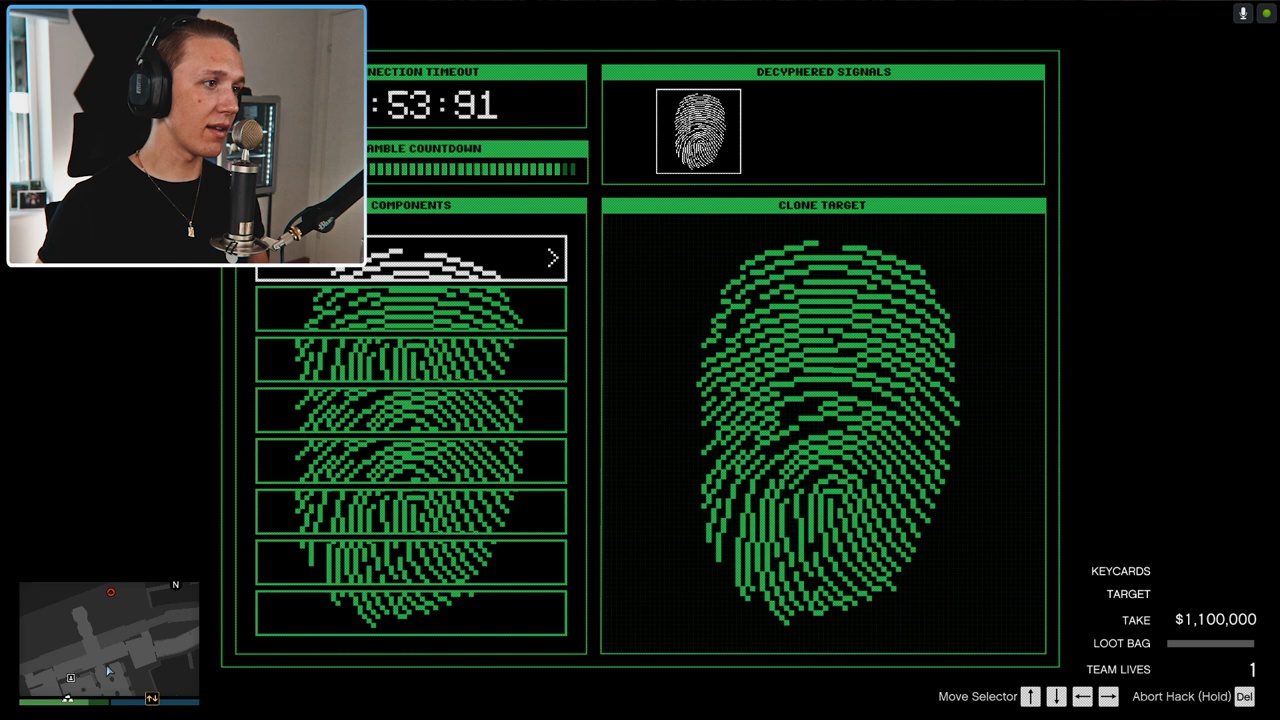 NECTION TIMEOUT
:53:91
DECYPHERED SIGNALS
AMBLE COUNTDOWN
COMPONENTS
CLONE TARGET
N
KEYCARDS
TARGET
TAKE $1,100,000
LOOT BAG
TEAM LIVES 1
Move Selector ↑ ↓ ← → Abort Hack (Hold) Del